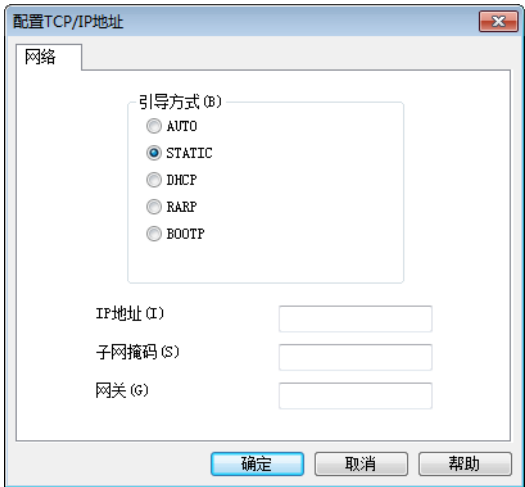 配置TCP/IP地址
网络
引导方式(B)
AUTO
STATIC
DHCP
RARP
BOOTP
IP地址(I)
子网掩码(S)
网关(G)
确定 取消 帮助